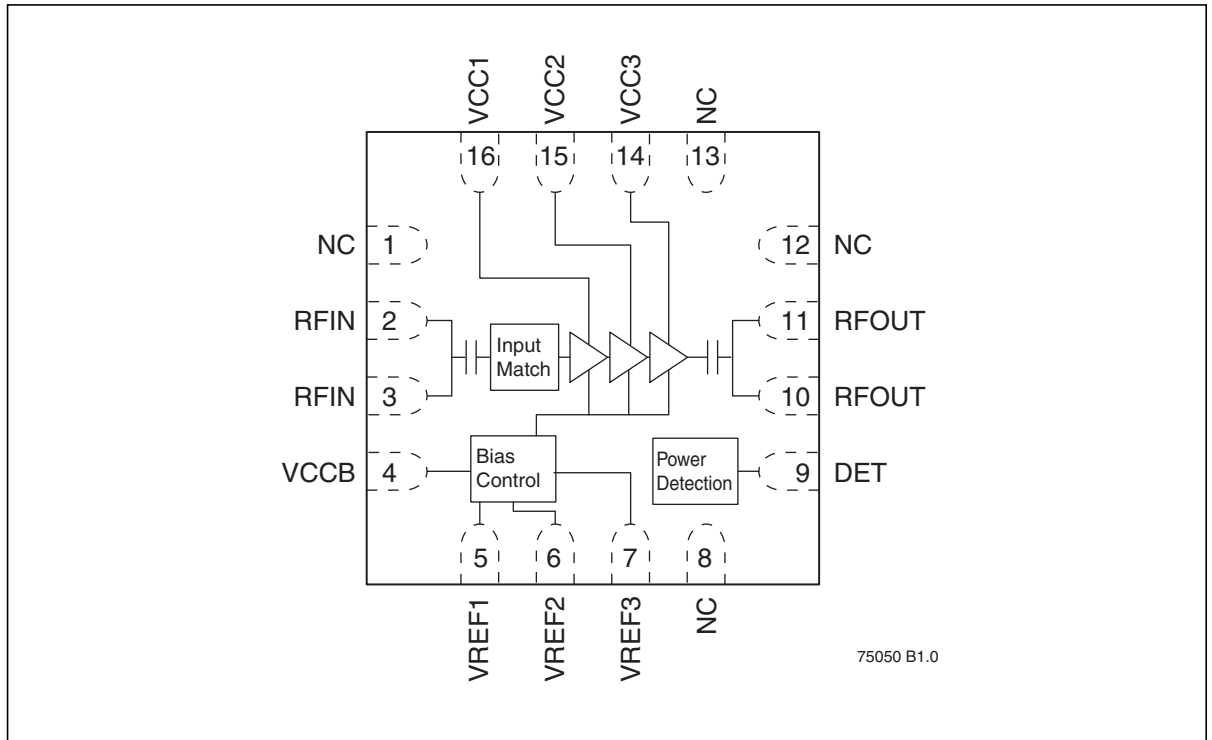 VCC1
VCC2
VCC3
NC
16
15
14
13
NC 1
12 NC
RFIN 2
11 RFOUT
Input
Match
RFIN 3
10 RFOUT
VCCB 4
Bias
Control
Power
Detection
9 DET
5
6
7
8
VREF1
VREF2
VREF3
NC
75050 B1.0